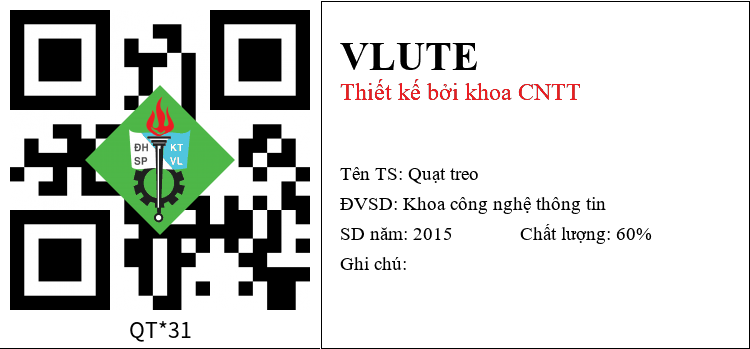 ĐH KT
SP VL
QT*31
VLUTE
Thiết kế bởi khoa CNTT
Tên TS: Quạt treo
ĐVSD: Khoa công nghệ thông tin
SD năm: 2015 Chất lượng: 60%
Ghi chú: